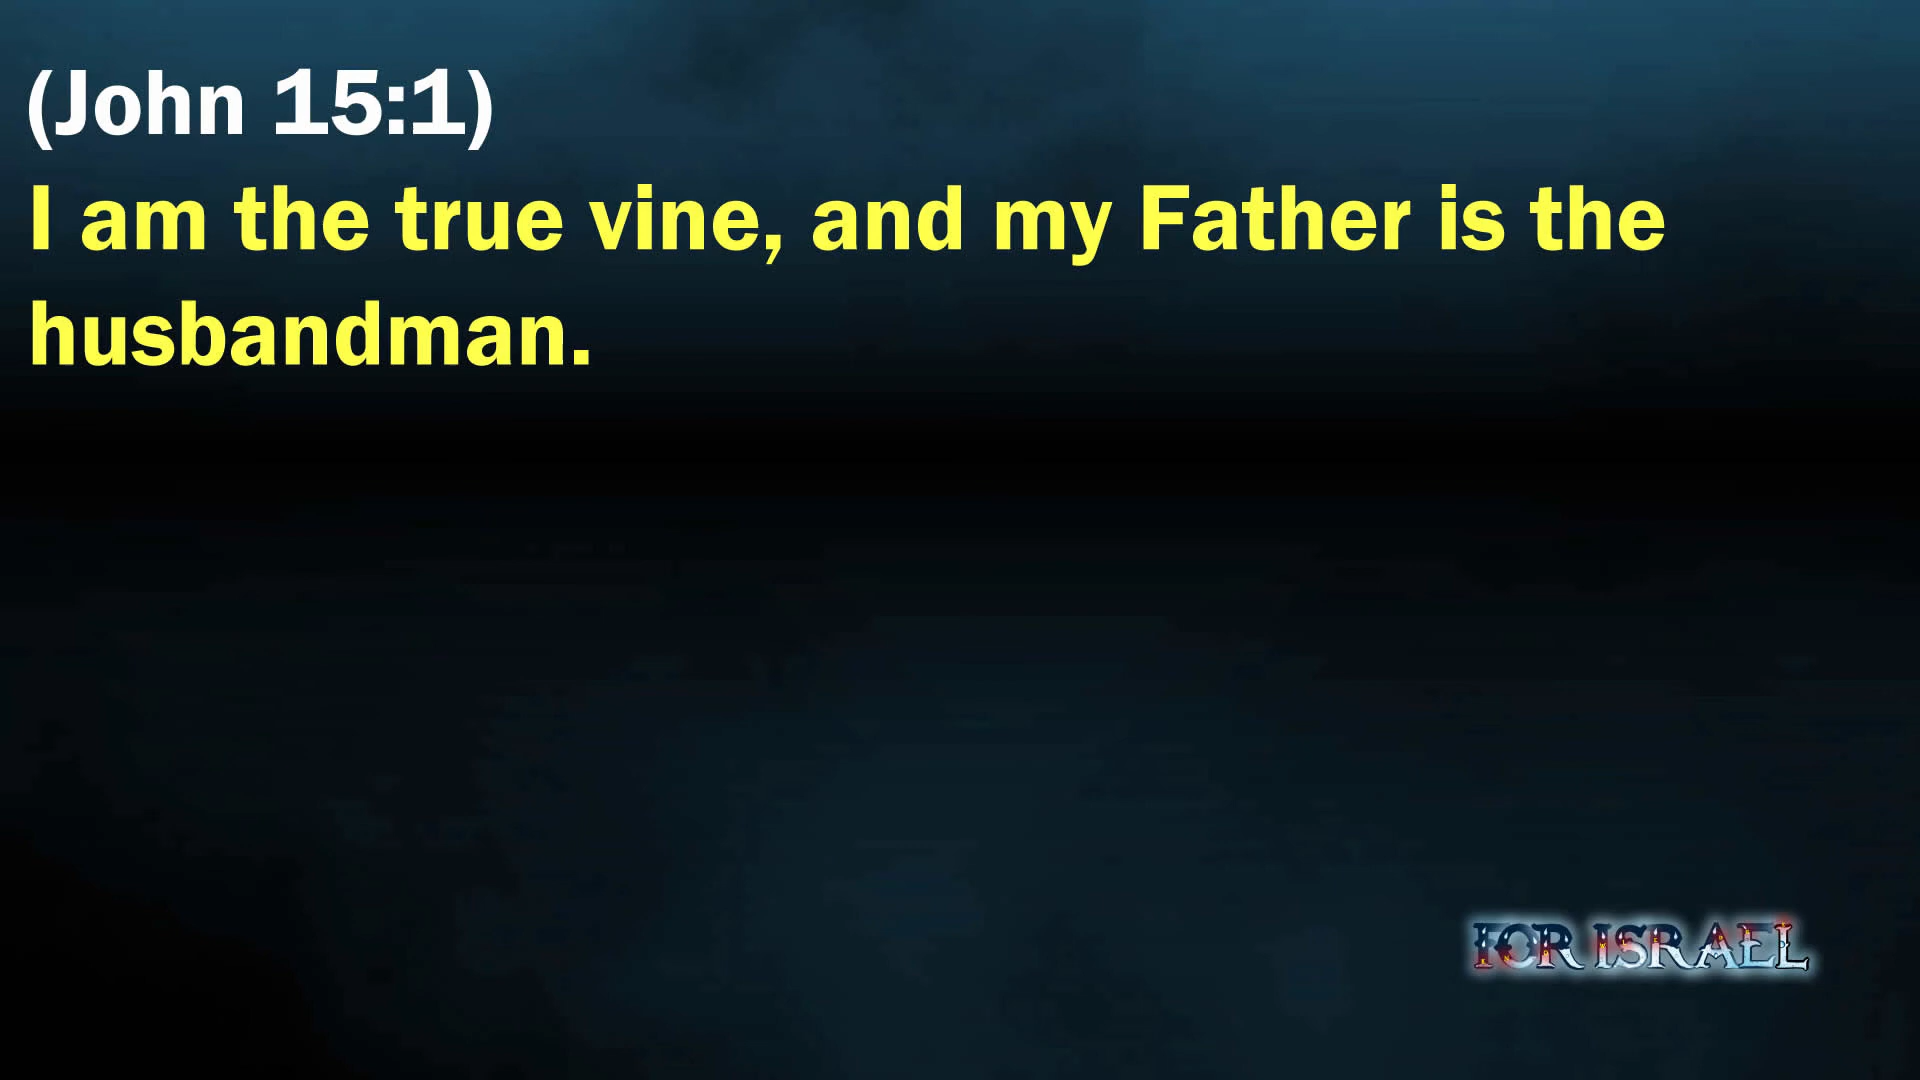 (John 15:1)
I am the true vine, and my Father is the
husbandman.
FOR ISRAEL